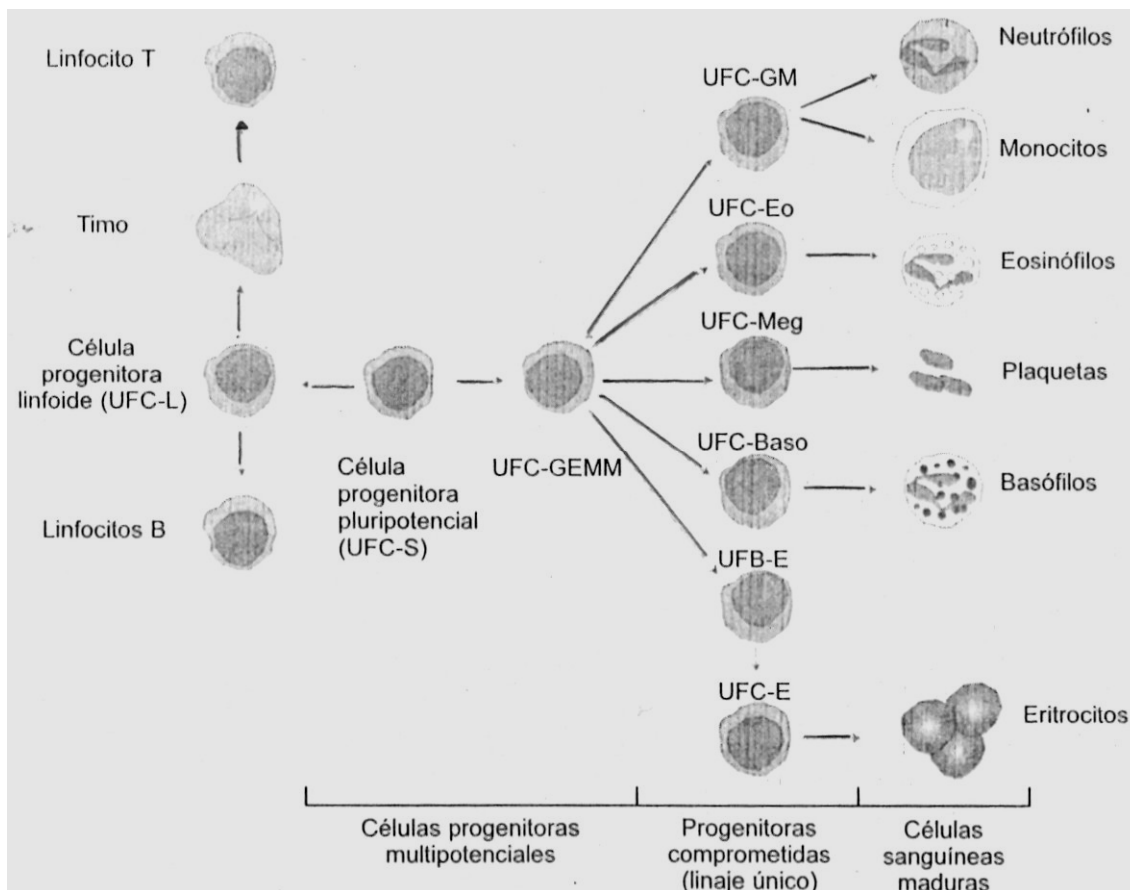 Linfocito T
Timo
Célula
progenitora
linfoide (UFC-L)
Linfocitos B
Célula
progenitora
pluripotencial
(UFC-S)
UFC-GEMM
UFC-GM
UFC-Eo
UFC-Meg
UFC-Baso
UFB-E
UFC-E
Neutrófilos
Monocitos
Eosinófilos
Plaquetas
Basófilos
Eritrocitos
Células progenitoras
multipotenciales
Progenitoras
comprometidas
(linaje único)
Células
sanguíneas
maduras